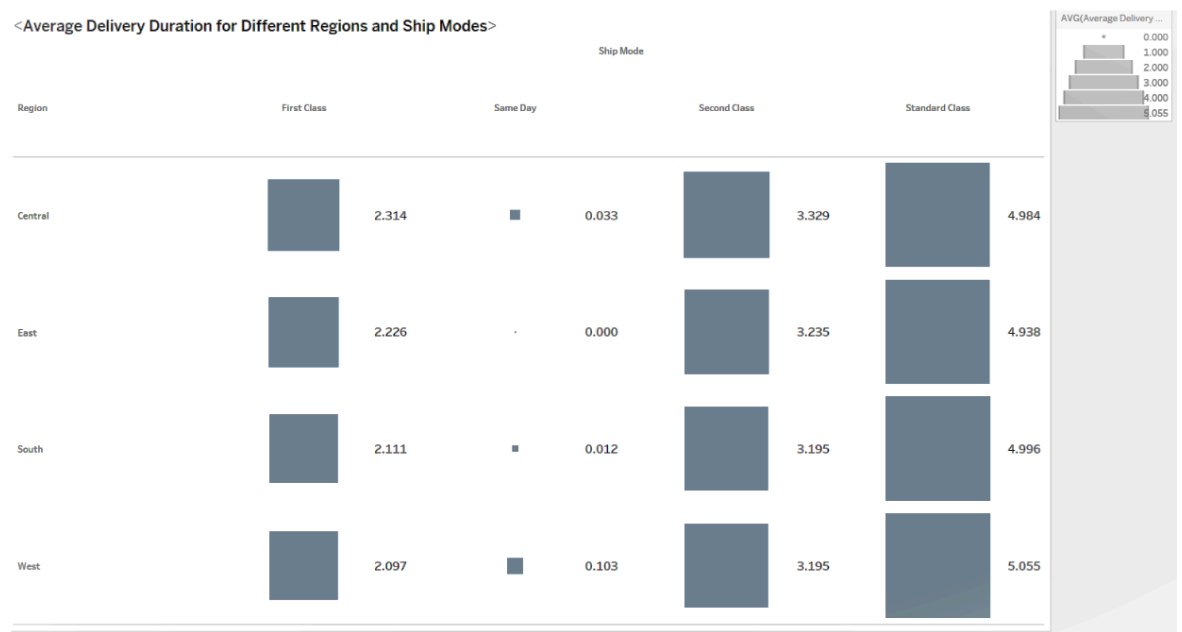 <Average Delivery Duration for Different Regions and Ship Modes>
Ship Mode
Region First Class Same Day Second Class Standard Class
Central 2.314 0.033 3.329 4.984
East 2.226 0.000 3.235 4.938
South 2.111 0.012 3.195 4.996
West 2.097 0.103 3.195 5.055
AVG(Average Delivery ...
0.000
1.000
2.000
3.000
4.000
5.055